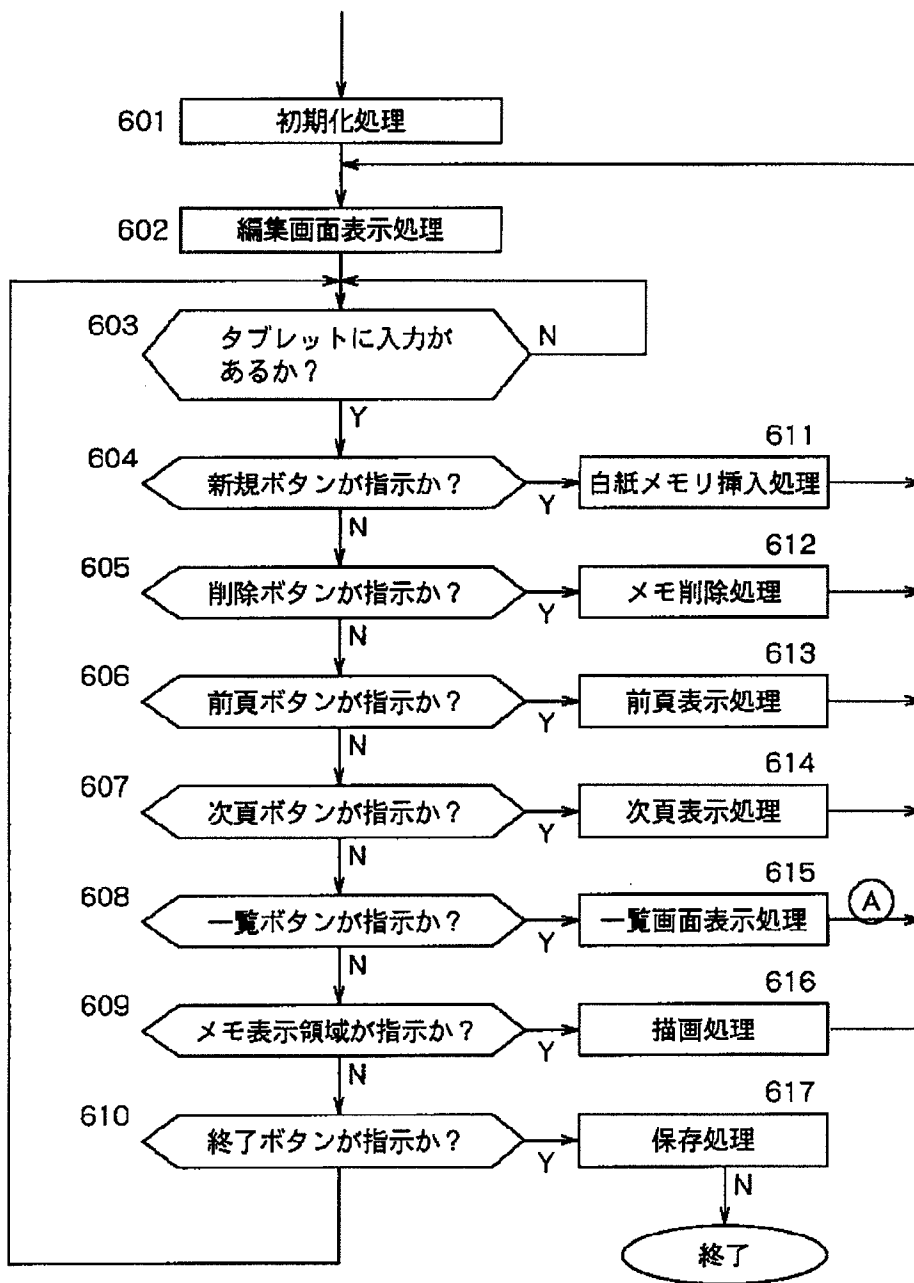 601
初期化処理
602
編集画面表示処理
603
タブレットに入力が
あるか？
N
Y
604
新規ボタンが指示か？
Y
611
白紙メモリ挿入処理
N
605
削除ボタンが指示か？
Y
612
メモ削除処理
N
606
前頁ボタンが指示か？
Y
613
前頁表示処理
N
607
次頁ボタンが指示か？
Y
614
次頁表示処理
N
608
一覧ボタンが指示か？
Y
615
一覧画面表示処理
A
N
609
メモ表示領域が指示か？
Y
616
描画処理
N
610
終了ボタンが指示か？
Y
617
保存処理
N
終了